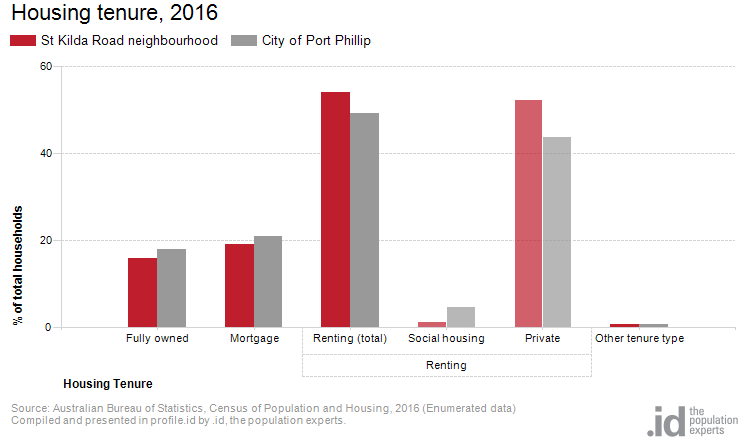 Housing tenure, 2016
St Kilda Road neighbourhood City of Port Phillip
60
40
20
0
% of total households
Fully owned Mortgage Renting (total) Social housing Private Other tenure type
Renting
Housing Tenure
Source: Australian Bureau of Statistics, Census of Population and Housing, 2016 (Enumerated data)
Compiled and presented in profile.id by .id, the population experts.
.id the
population
experts